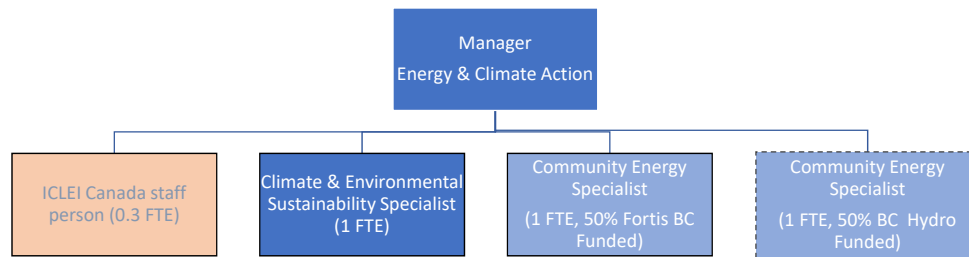 Manager
Energy & Climate Action
ICLEI Canada staff
person (0.3 FTE)
Climate & Environmental
Sustainability Specialist
(1 FTE)
Community Energy
Specialist
(1 FTE, 50% Fortis BC
Funded)
Community Energy
Specialist
(1 FTE, 50% BC  Hydro
Funded)